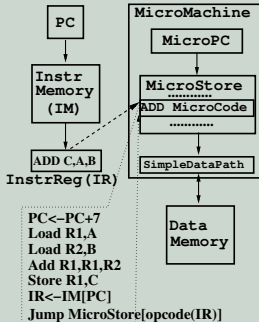 PC
Instr
Memory
(IM)
ADD C,A,B
InstrReg(IR)
MicroMachine
MicroPC
MicroStore
ADD MicroCode
SimpleDataPath
Data
Memory
PC<-PC+7
Load R1,A
Load R2,B
Add R1,R1,R2
Store R1,C
IR<-IM[PC]
Jump MicroStore[opcode(IR)]